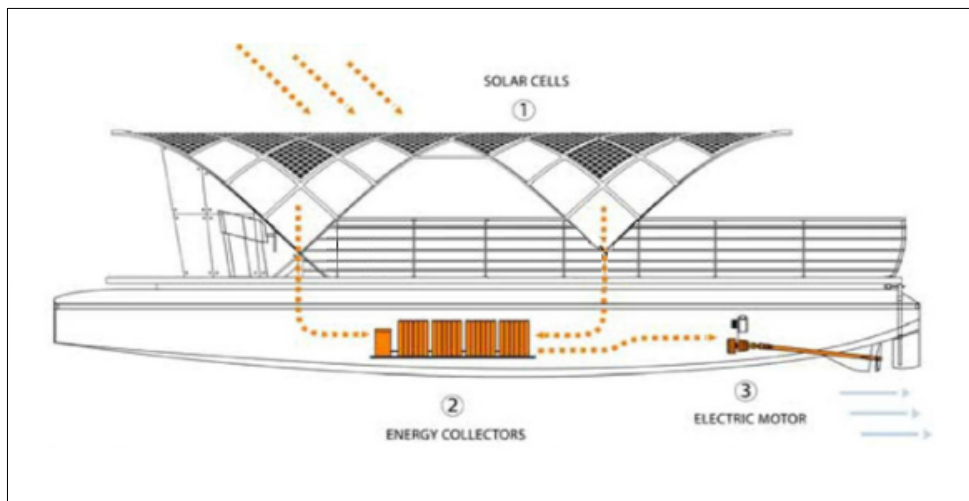 SOLAR CELLS
1
2
ENERGY COLLECTORS
3
ELECTRIC MOTOR